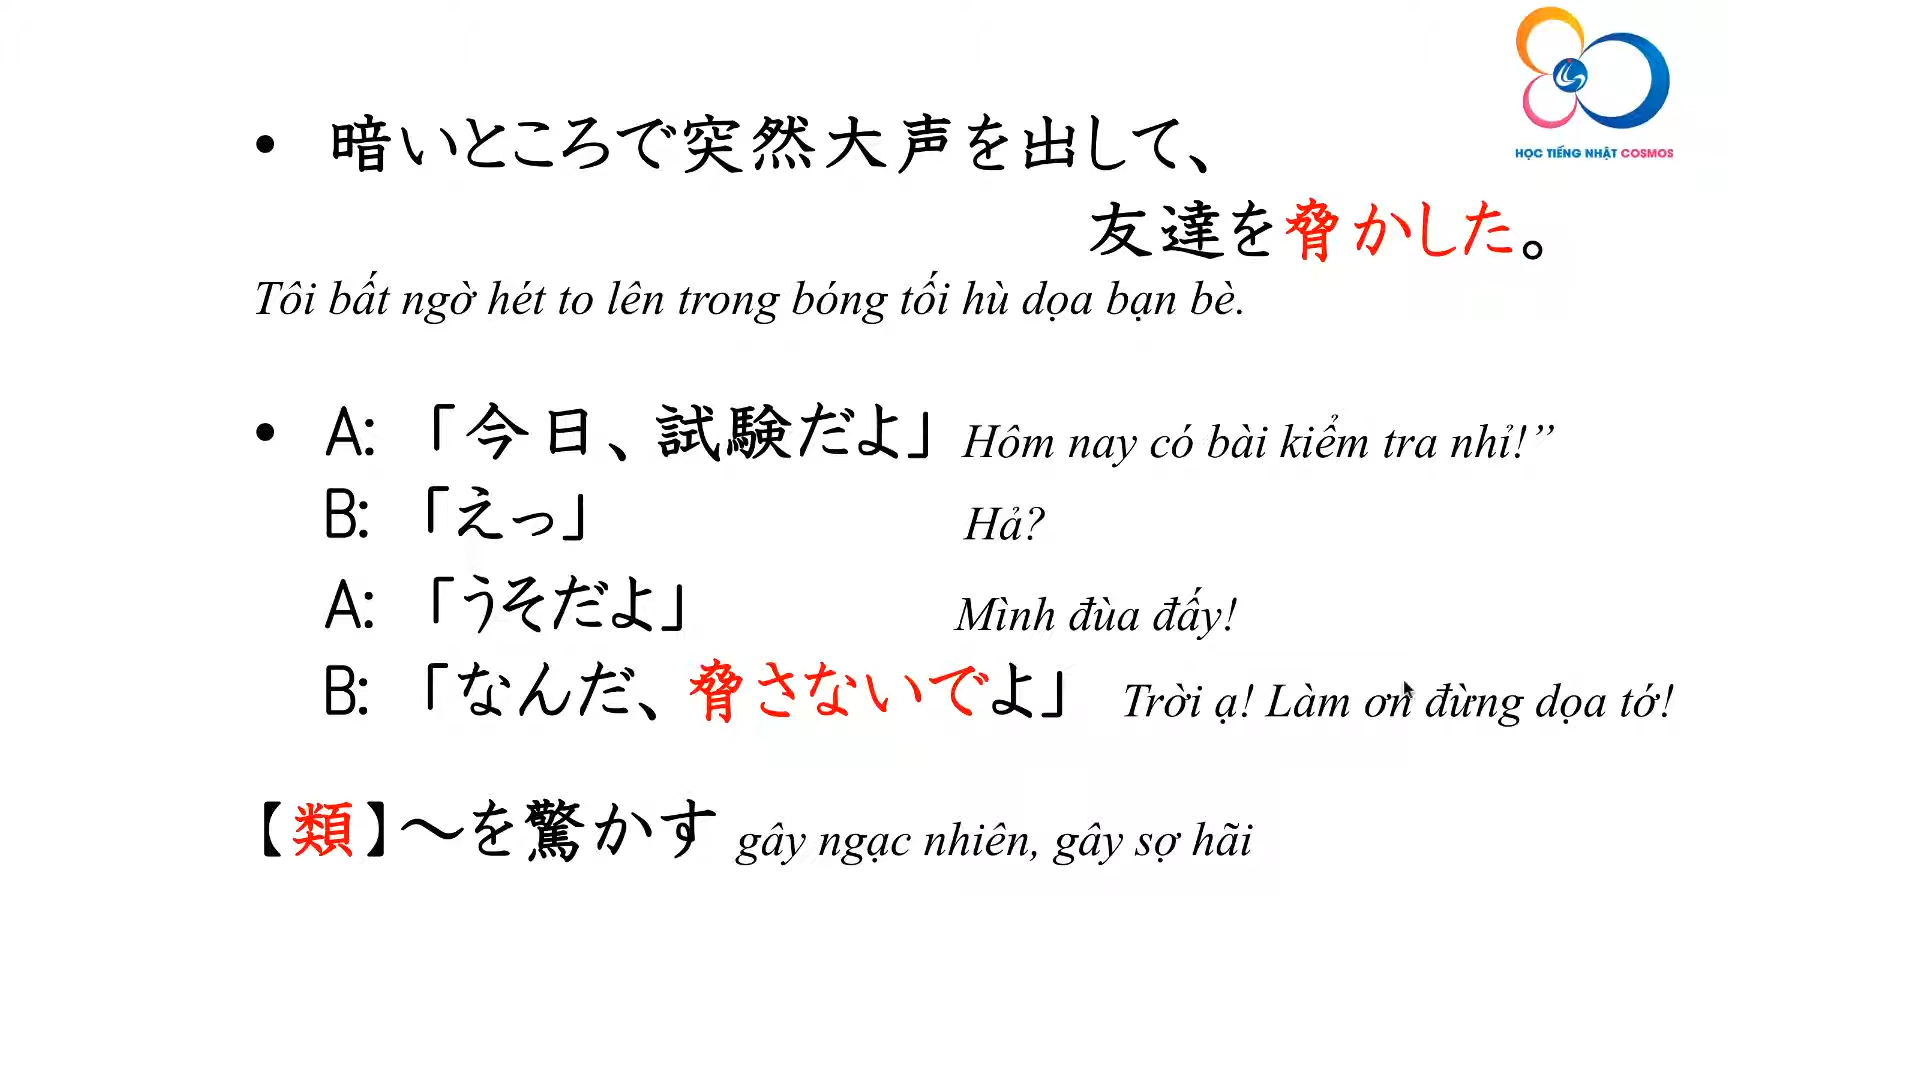 HỌC TIẾNG NHẬT COSMOS
• 暗いところで突然大声を出して、
友達を脅かした。
Tôi bất ngờ hét to lên trong bóng tối hù dọa bạn bè.
• A: 「今日、試験だよ」 Hôm nay có bài kiểm tra nhỉ!”
B: 「えっ」 Hả?
A: 「うそだよ」 Mình đùa đấy!
B: 「なんだ、脅さないでよ」 Trời ạ! Làm ơn đừng dọa tớ!
【類】～を驚かす gây ngạc nhiên, gây sợ hãi